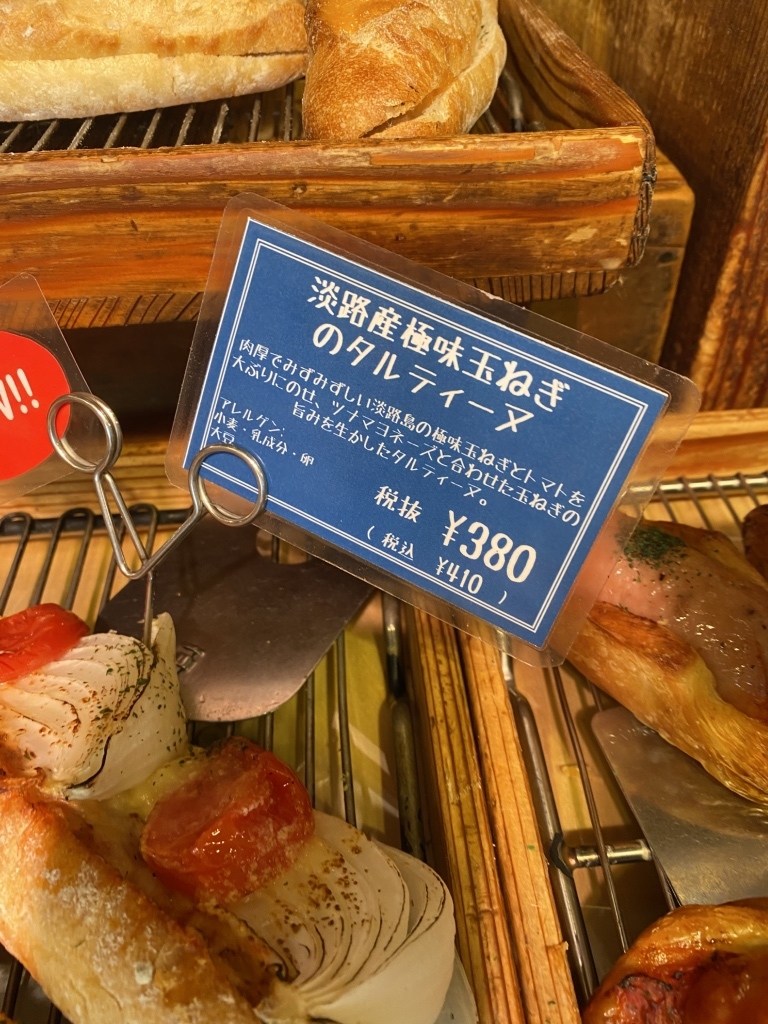 淡路産極味玉ねぎ
のタルティーヌ
肉厚でみずみずしい淡路島の極味玉ねぎとトマトを
大ぶりにのせ、ツナマヨネーズと合わせた玉ねぎの
旨みを生かしたタルティーヌ。
アレルゲン:
小麦・乳成分・卵
大豆
税抜 ¥380
( 税込 ¥410 )